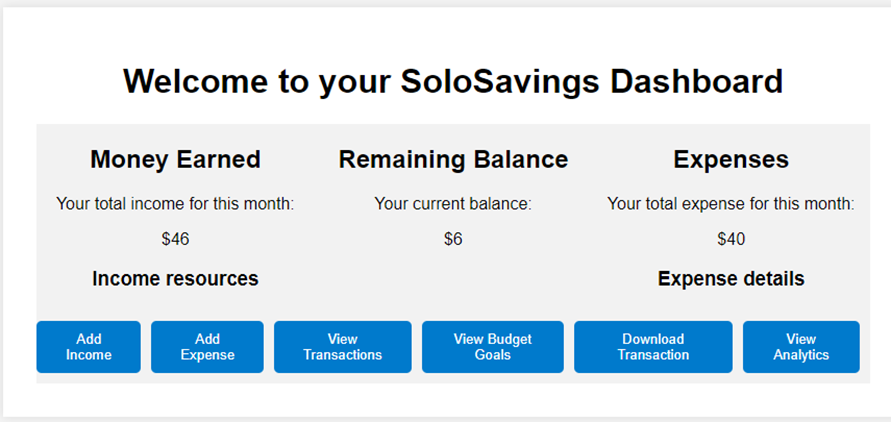 Welcome to your SoloSavings Dashboard
Money Earned
Your total income for this month:
$46
Income resources
Remaining Balance
Your current balance:
$6
Expenses
Your total expense for this month:
$40
Expense details
Add
Income
Add
Expense
View
Transactions
View Budget
Goals
Download
Transaction
View
Analytics